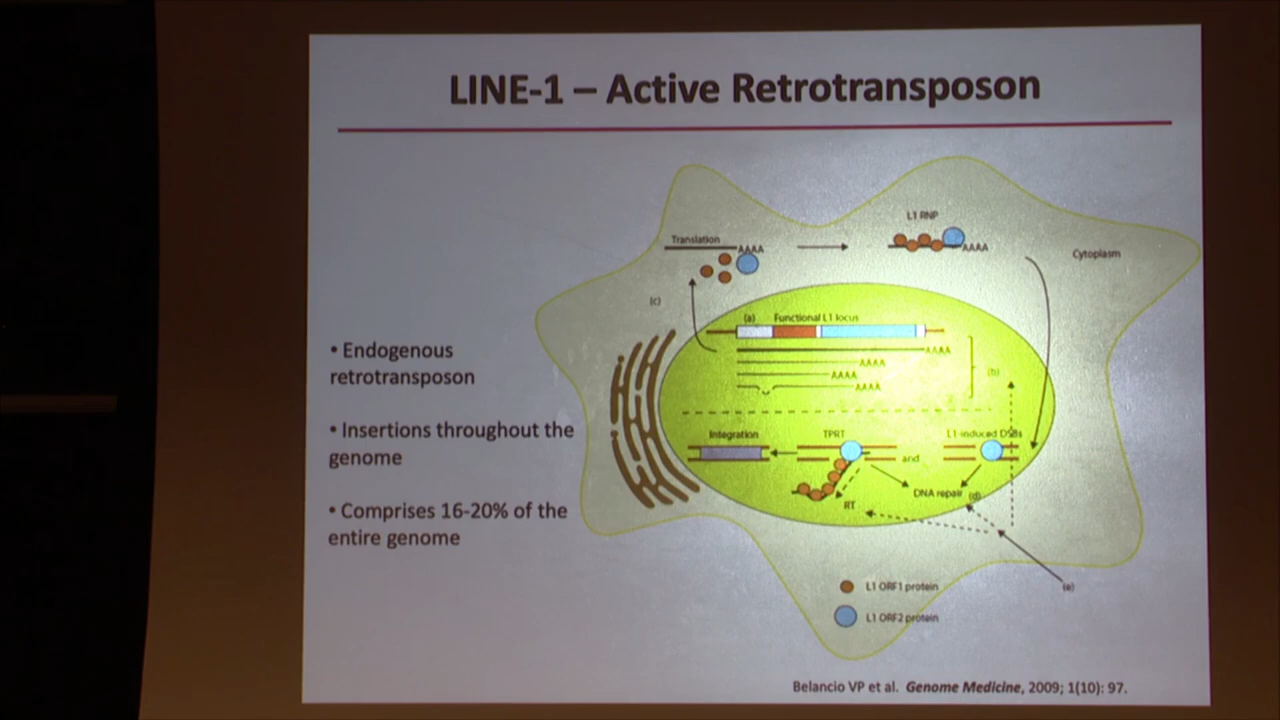 LINE-1 – Active Retrotransposon
L1 RNP
Translation
AAAA
AAAA
Cytoplasm
(c)
(a) Functional L1 locus
AAAA
AAAA
(b)
AAAA
AAAA
• Endogenous
retrotransposon
• Insertions throughout the
genome
• Comprises 16-20% of the
entire genome
Integration
TPRT
L1-induced DSBs
and
DNA repair
(d)
RT
(e)
L1 ORF1 protein
L1 ORF2 protein
Belancio VP et al. Genome Medicine, 2009; 1(10): 97.